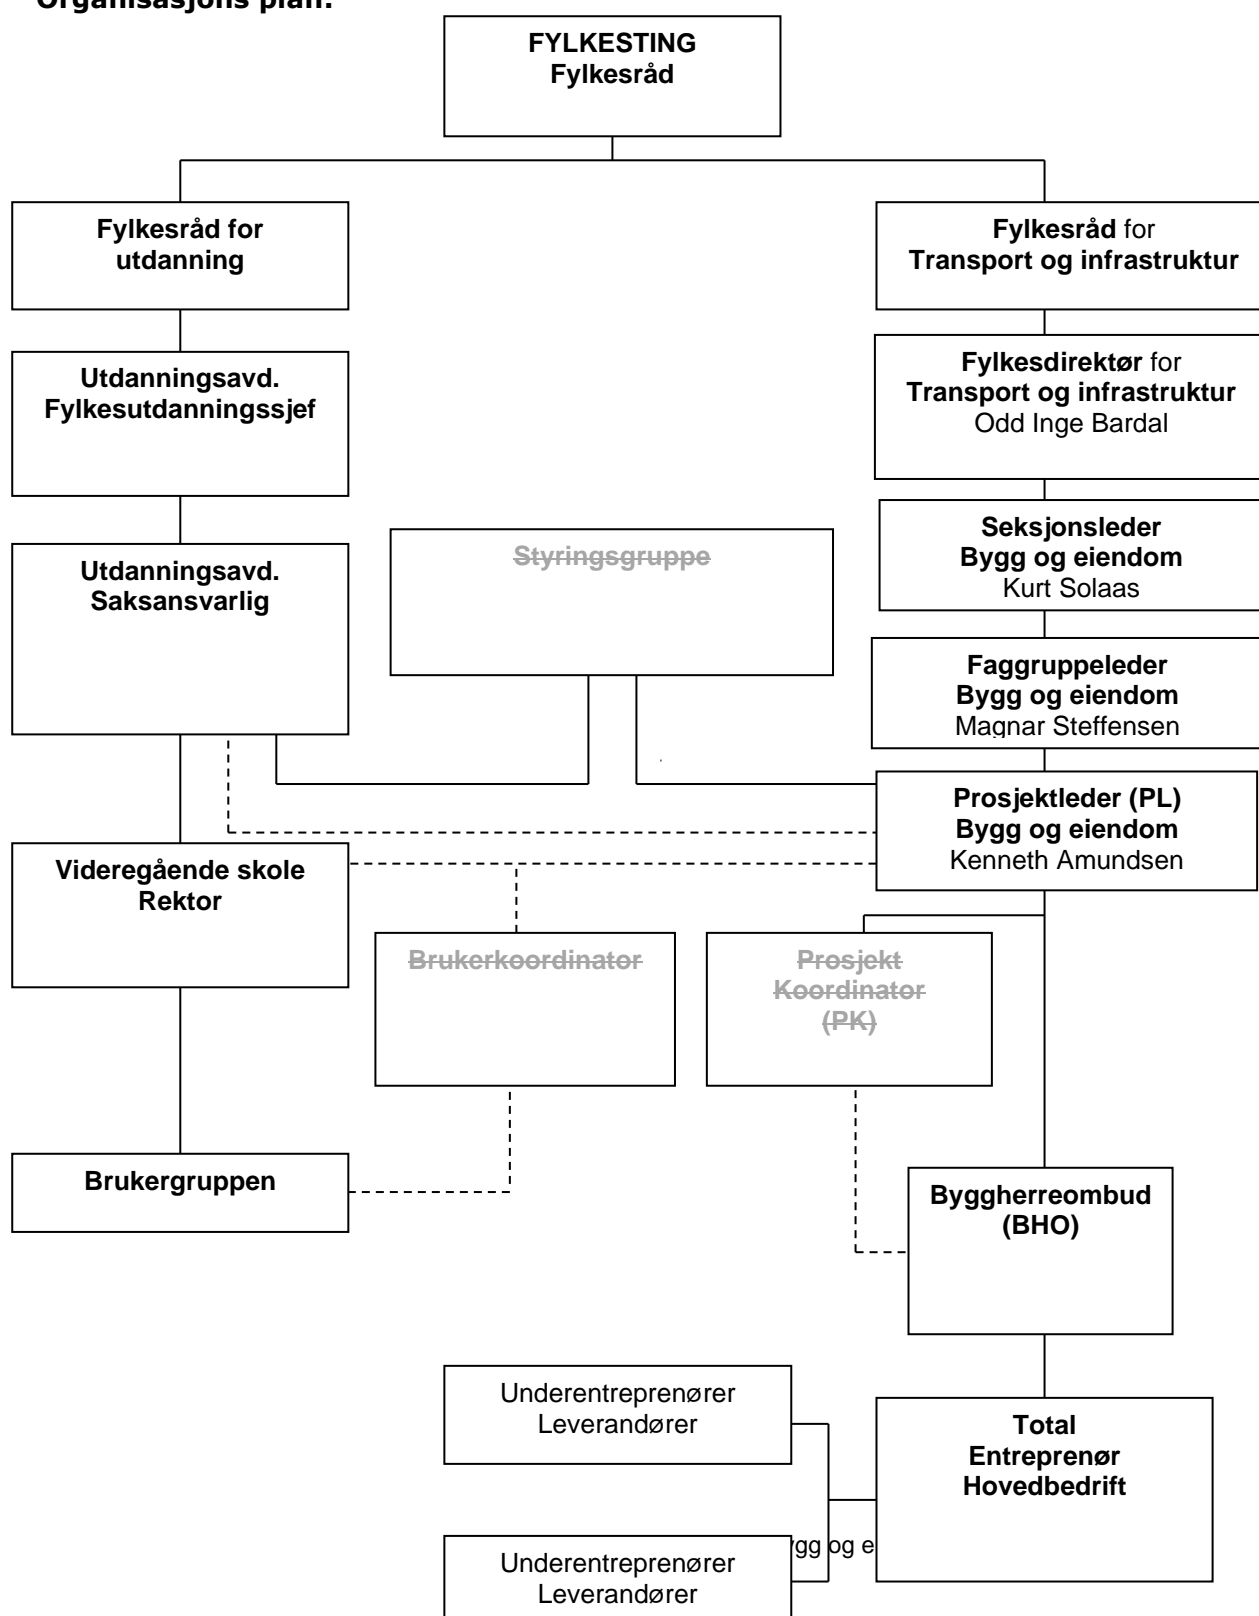 Organisasjons plan.
FYLKESTING
Fylkesråd
Fylkesråd for
utdanning
Fylkesråd for
Transport og infrastruktur
Utdanningsavd.
Fylkesutdanningssjef
Fylkesdirektør for
Transport og infrastruktur
Odd Inge Bardal
Seksjonsleder
Bygg og eiendom
Kurt Solaas
Styringsgruppe
Utdanningsavd.
Saksansvarlig
Faggruppeleder
Bygg og eiendom
Magnar Steffensen
Prosjektleder (PL)
Bygg og eiendom
Kenneth Amundsen
Videregående skole
Rektor
Brukerkoordinator
Prosjekt
Koordinator
(PK)
Brukergruppen
Byggherreombud
(BHO)
Underentreprenører
Leverandører
Total
Entreprenør
Hovedbedrift
ygg og e
Underentreprenører
Leverandører